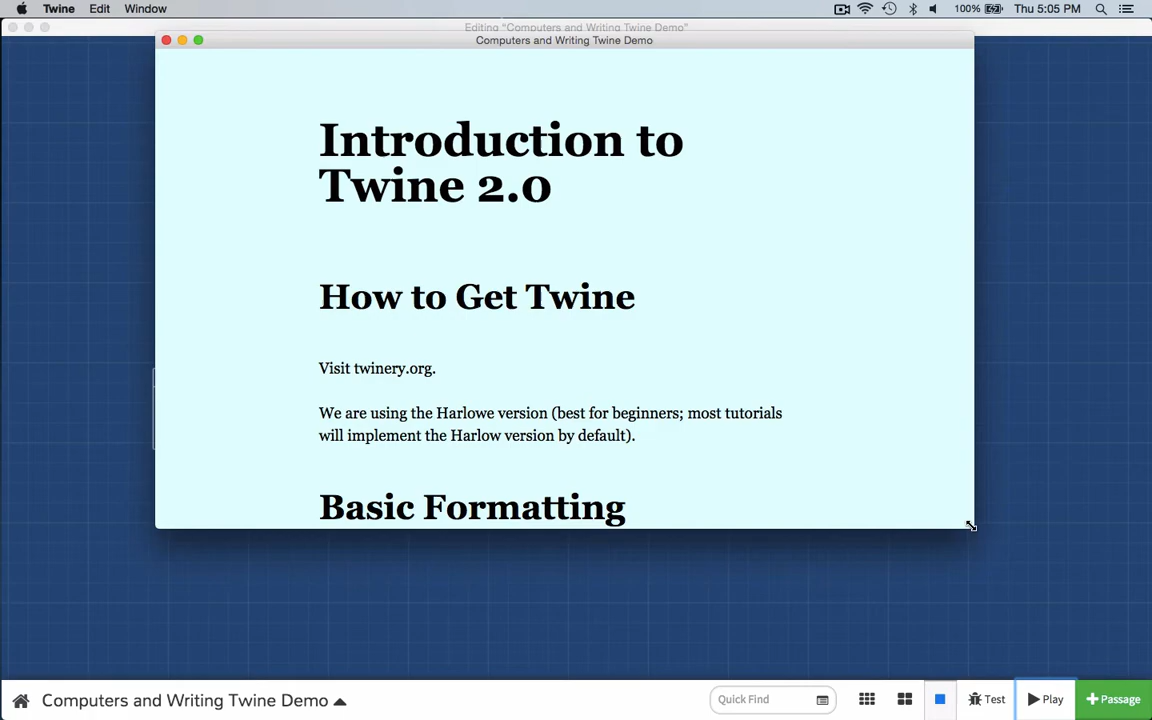 Twine Edit Window 100% Thu 5:05 PM
Editing "Computers and Writing Twine Demo"
Computers and Writing Twine Demo
Introduction to
Twine 2.0
How to Get Twine
Visit twinery.org.
We are using the Harlowe version (best for beginners; most tutorials
will implement the Harlow version by default).
Basic Formatting
Computers and Writing Twine Demo Quick Find Test Play Passage